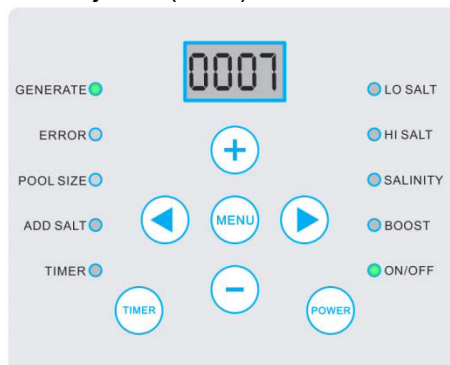 0007
GENERATE
LO SALT
ERROR
HI SALT
+
POOL SIZE
SALINITY
ADD SALT
MENU
BOOST
TIMER
ON/OFF
−
TIMER
POWER